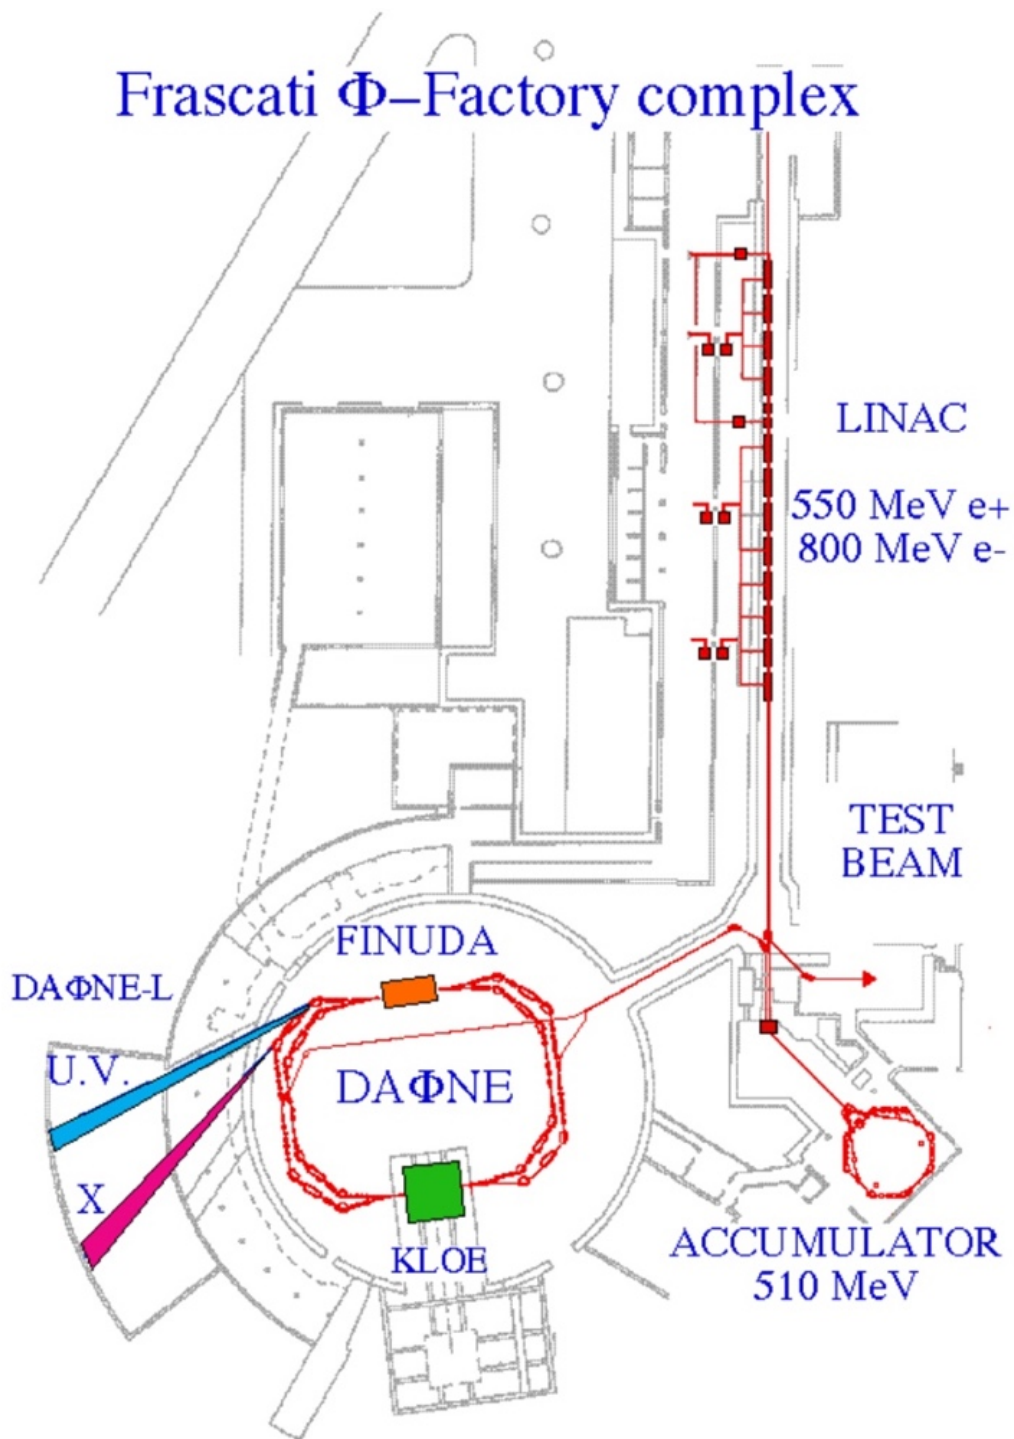 Frascati Φ–Factory complex
LINAC
550 MeV e+
800 MeV e-
TEST
BEAM
FINUDA
DAΦNE-L
U.V.
DAΦNE
X
KLOE
ACCUMULATOR
510 MeV